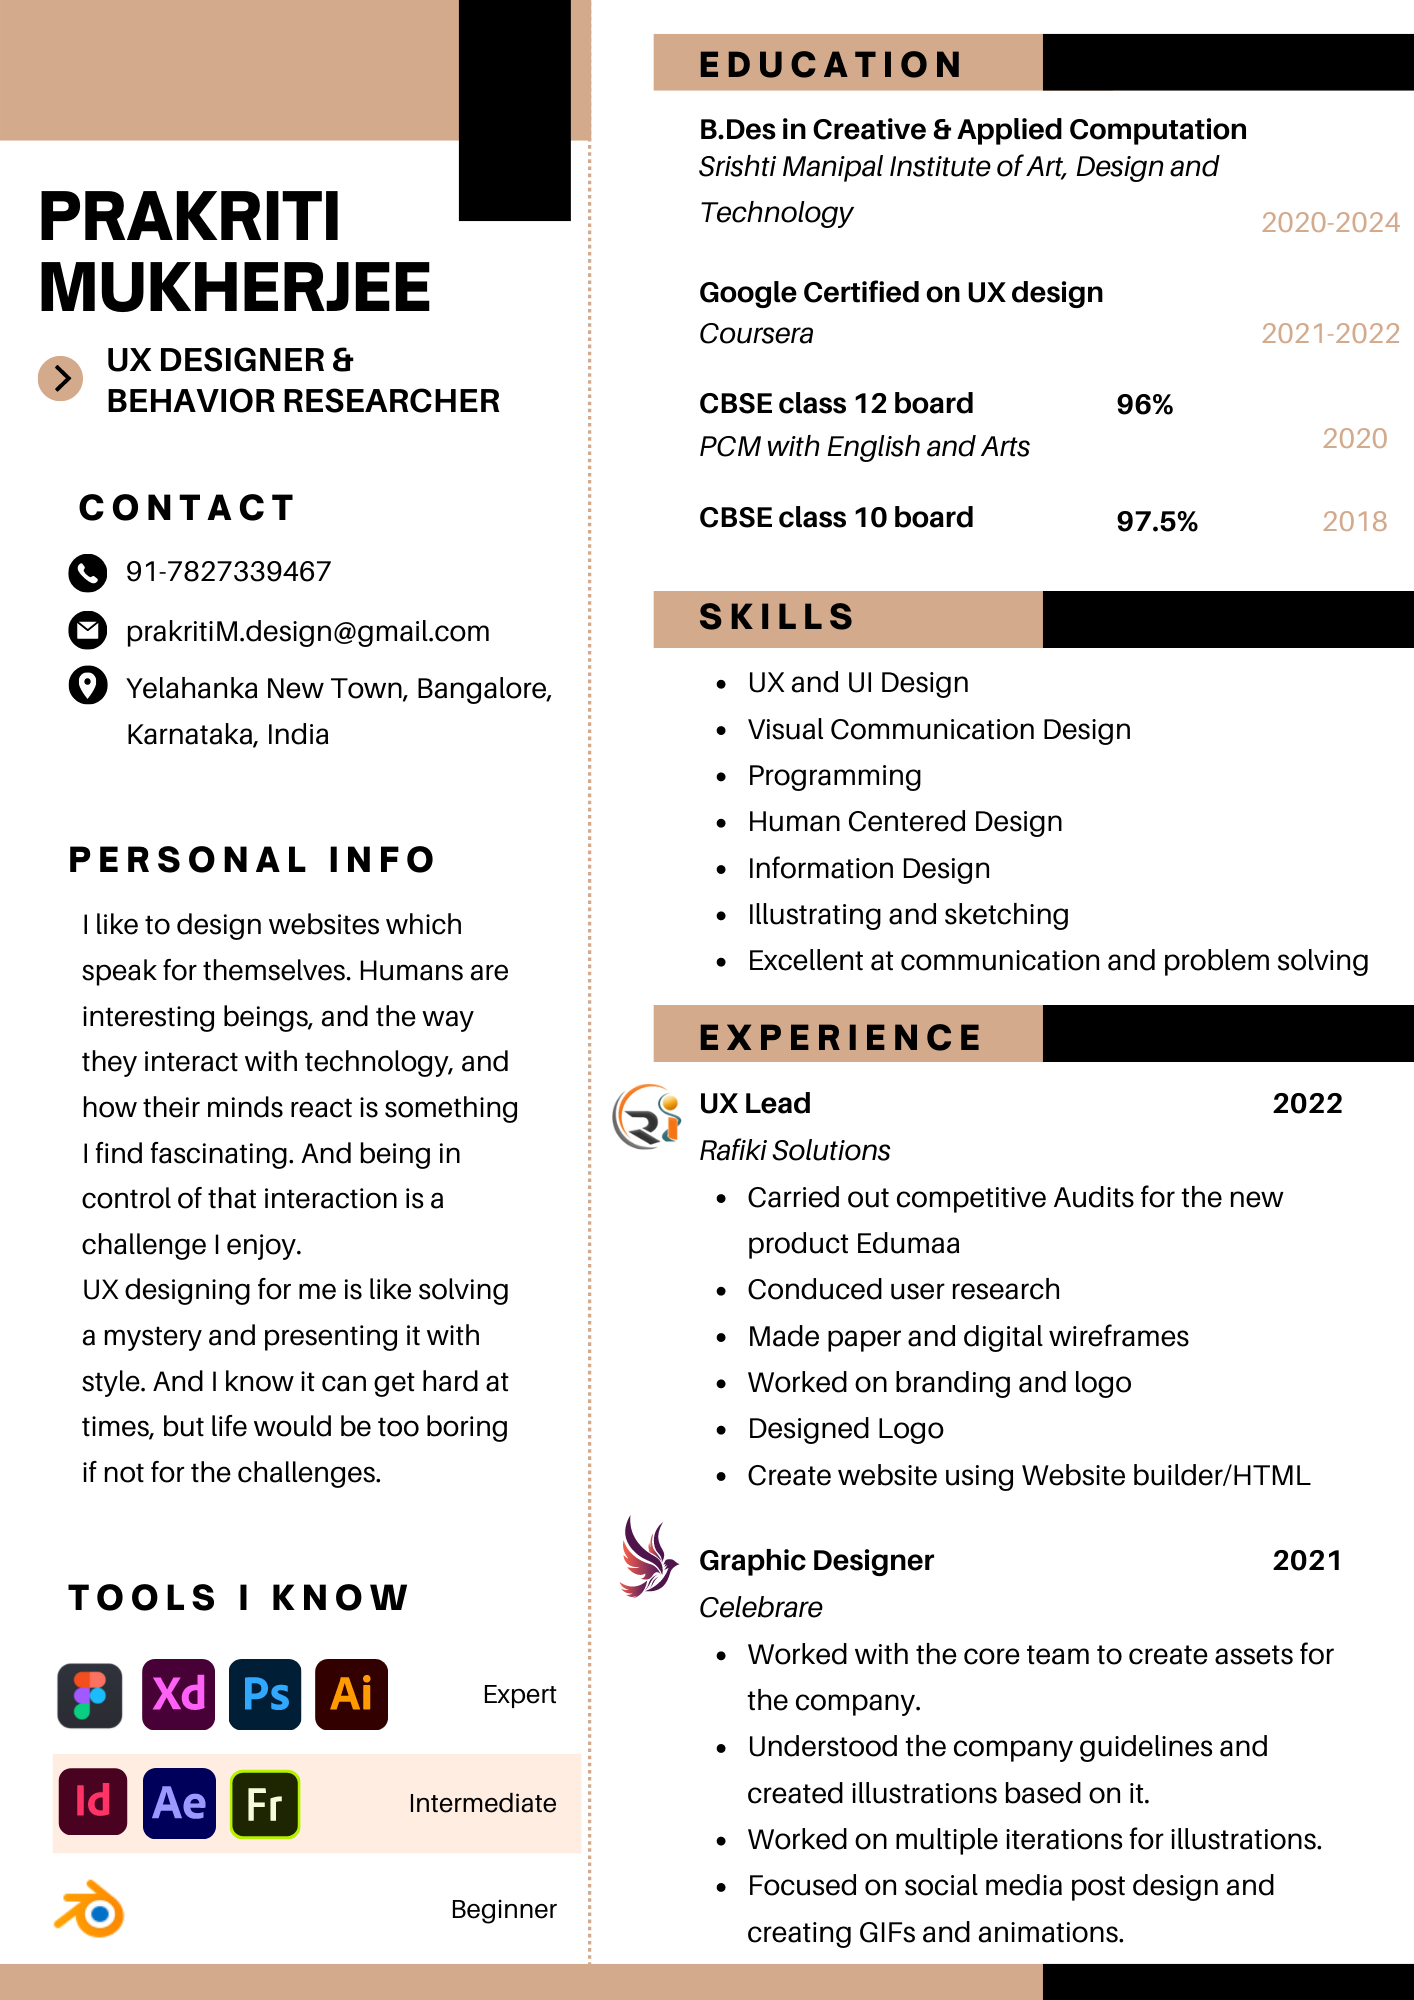 PRAKRITI
MUKHERJEE
UX DESIGNER &
BEHAVIOR RESEARCHER
CONTACT
91-7827339467
prakritiM.design@gmail.com
Yelahanka New Town, Bangalore,
Karnataka, India
PERSONAL INFO
I like to design websites which
speak for themselves. Humans are
interesting beings, and the way
they interact with technology, and
how their minds react is something
I find fascinating. And being in
control of that interaction is a
challenge I enjoy.
UX designing for me is like solving
a mystery and presenting it with
style. And I know it can get hard at
times, but life would be too boring
if not for the challenges.
TOOLS I KNOW
Xd Ps Ai Expert
Id Ae Fr Intermediate
Beginner
EDUCATION
B.Des in Creative & Applied Computation
Srishti Manipal Institute of Art, Design and
Technology 2020-2024
Google Certified on UX design
Coursera 2021-2022
CBSE class 12 board 96%
PCM with English and Arts 2020
CBSE class 10 board 97.5% 2018
SKILLS
• UX and UI Design
• Visual Communication Design
• Programming
• Human Centered Design
• Information Design
• Illustrating and sketching
• Excellent at communication and problem solving
EXPERIENCE
Ri UX Lead 2022
Rafiki Solutions
• Carried out competitive Audits for the new
product Edumaa
• Conduced user research
• Made paper and digital wireframes
• Worked on branding and logo
• Designed Logo
• Create website using Website builder/HTML
Graphic Designer 2021
Celebrare
• Worked with the core team to create assets for
the company.
• Understood the company guidelines and
created illustrations based on it.
• Worked on multiple iterations for illustrations.
• Focused on social media post design and
creating GIFs and animations.